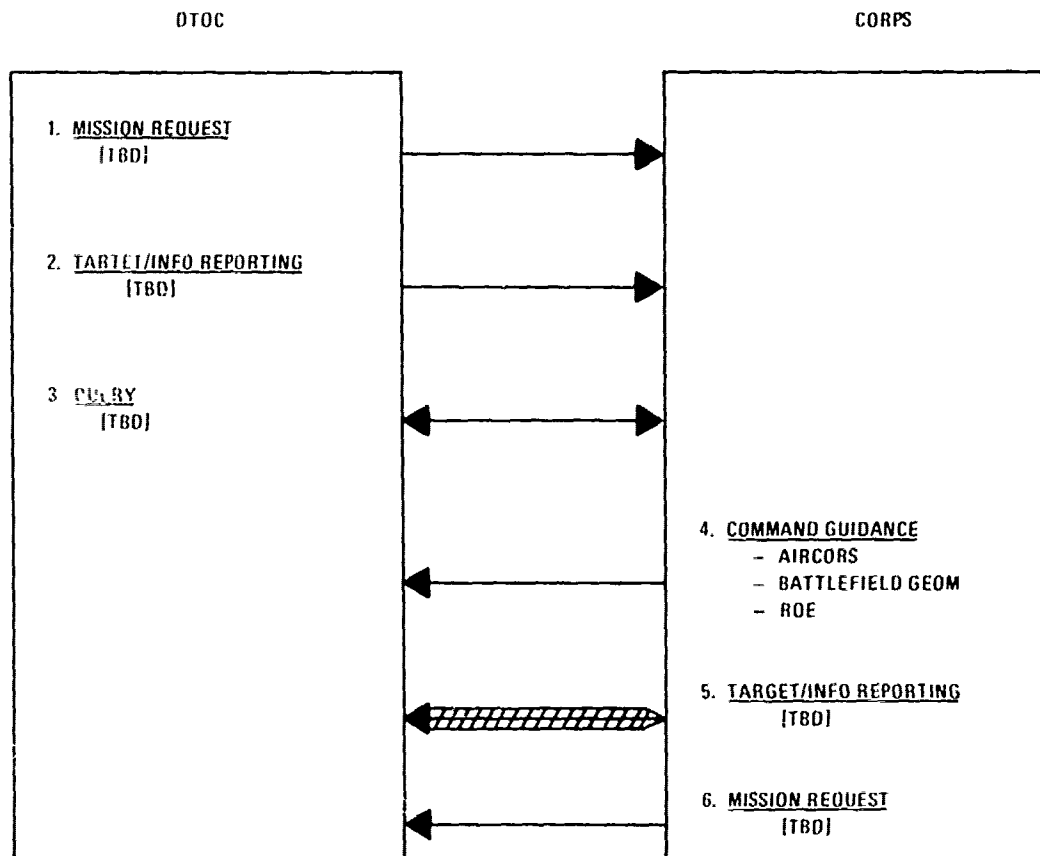 DTOC
CORPS
1. MISSION REQUEST
[TBD]
2. TARTET/INFO REPORTING
[TBD]
3 QUERY
[TBD]
4. COMMAND GUIDANCE
– AIRCORS
– BATTLEFIELD GEOM
– ROE
5. TARGET/INFO REPORTING
[TBD]
6. MISSION REQUEST
[TBD]